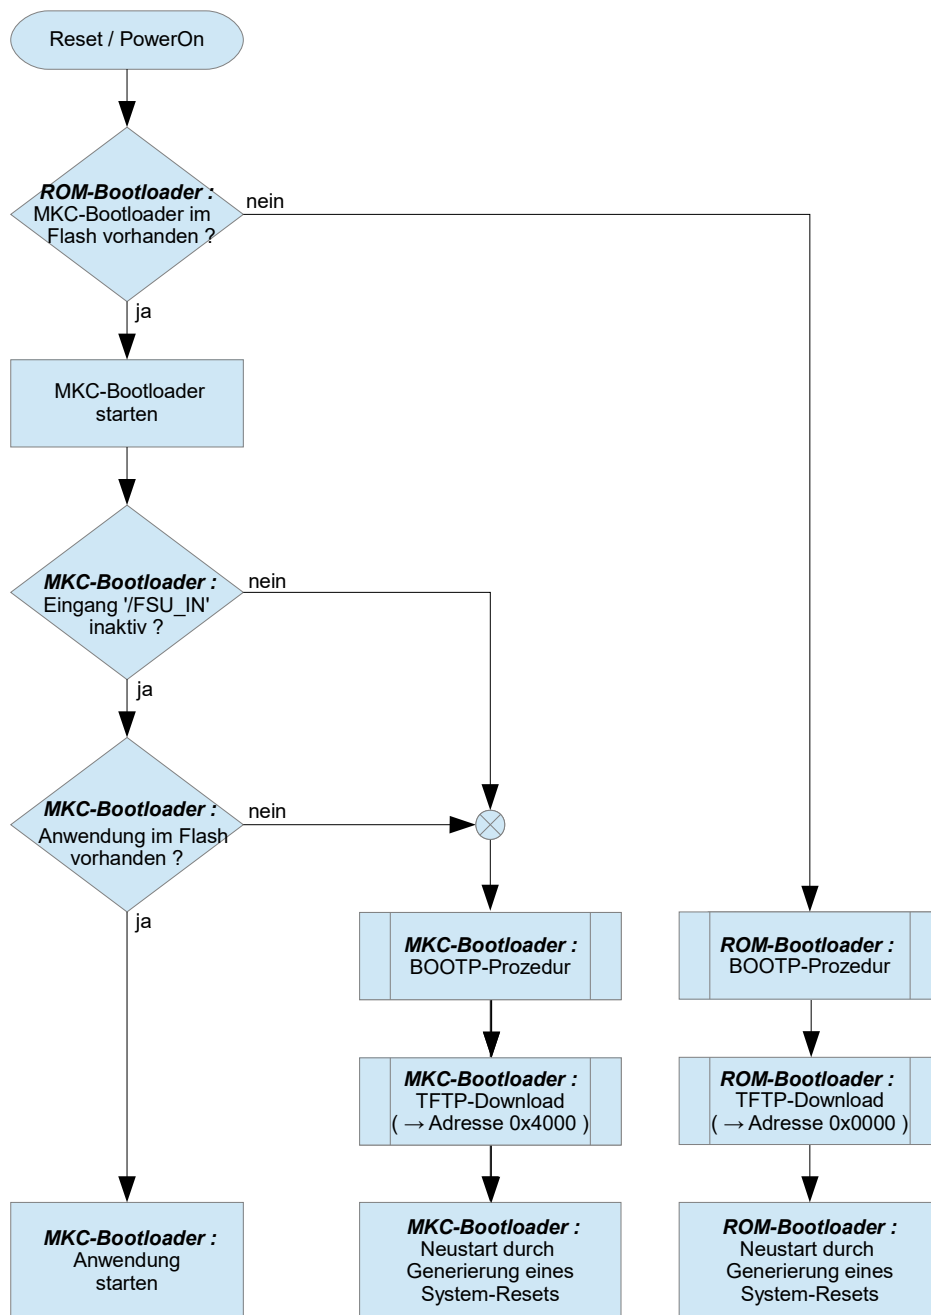 Reset / PowerOn
ROM-Bootloader :
MKC-Bootloader im
Flash vorhanden ?
nein
ja
MKC-Bootloader
starten
MKC-Bootloader :
Eingang '/FSU_IN'
inaktiv ?
nein
ja
MKC-Bootloader :
Anwendung im Flash
vorhanden ?
nein
ja
MKC-Bootloader :
BOOTP-Prozedur
ROM-Bootloader :
BOOTP-Prozedur
MKC-Bootloader :
TFTP-Download
( → Adresse 0x4000 )
ROM-Bootloader :
TFTP-Download
( → Adresse 0x0000 )
MKC-Bootloader :
Anwendung
starten
MKC-Bootloader :
Neustart durch
Generierung eines
System-Resets
ROM-Bootloader :
Neustart durch
Generierung eines
System-Resets